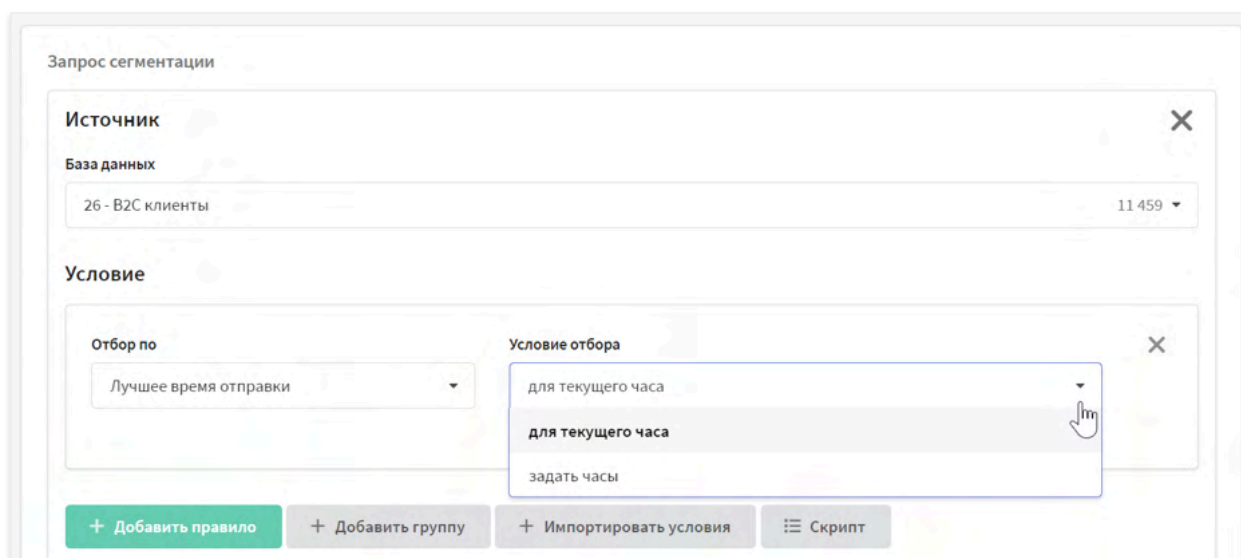 Запрос сегментации
Источник
База данных
26 - B2C клиенты 11 459
Условие
Отбор по Условие отбора
Лучшее время отправки для текущего часа
для текущего часа
задать часы
+ Добавить правило + Добавить группу + Импортировать условия Скрипт